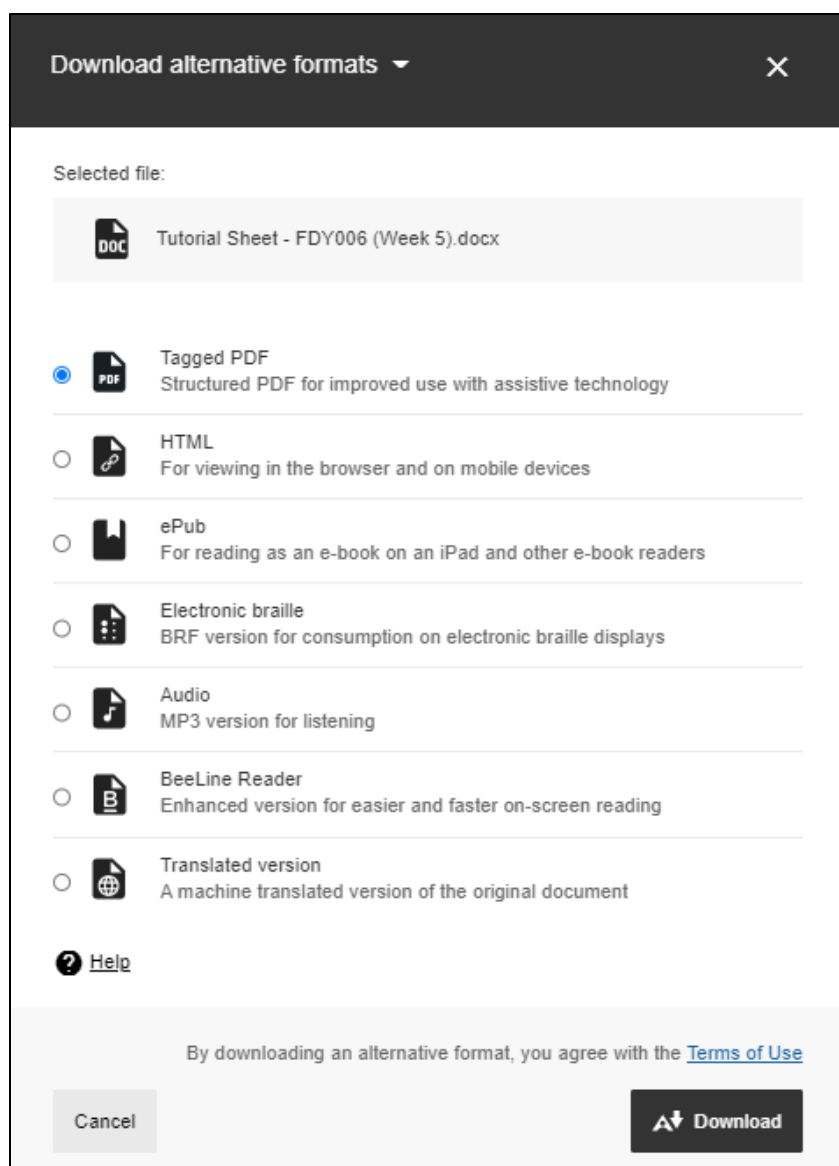 Download alternative formats
Selected file:
DOC
Tutorial Sheet - FDY006 (Week 5).docx
PDF
Tagged PDF
Structured PDF for improved use with assistive technology
HTML
For viewing in the browser and on mobile devices
ePub
For reading as an e-book on an iPad and other e-book readers
Electronic braille
BRF version for consumption on electronic braille displays
Audio
MP3 version for listening
B
BeeLine Reader
Enhanced version for easier and faster on-screen reading
Translated version
A machine translated version of the original document
? Help
By downloading an alternative format, you agree with the Terms of Use
Cancel
A Download